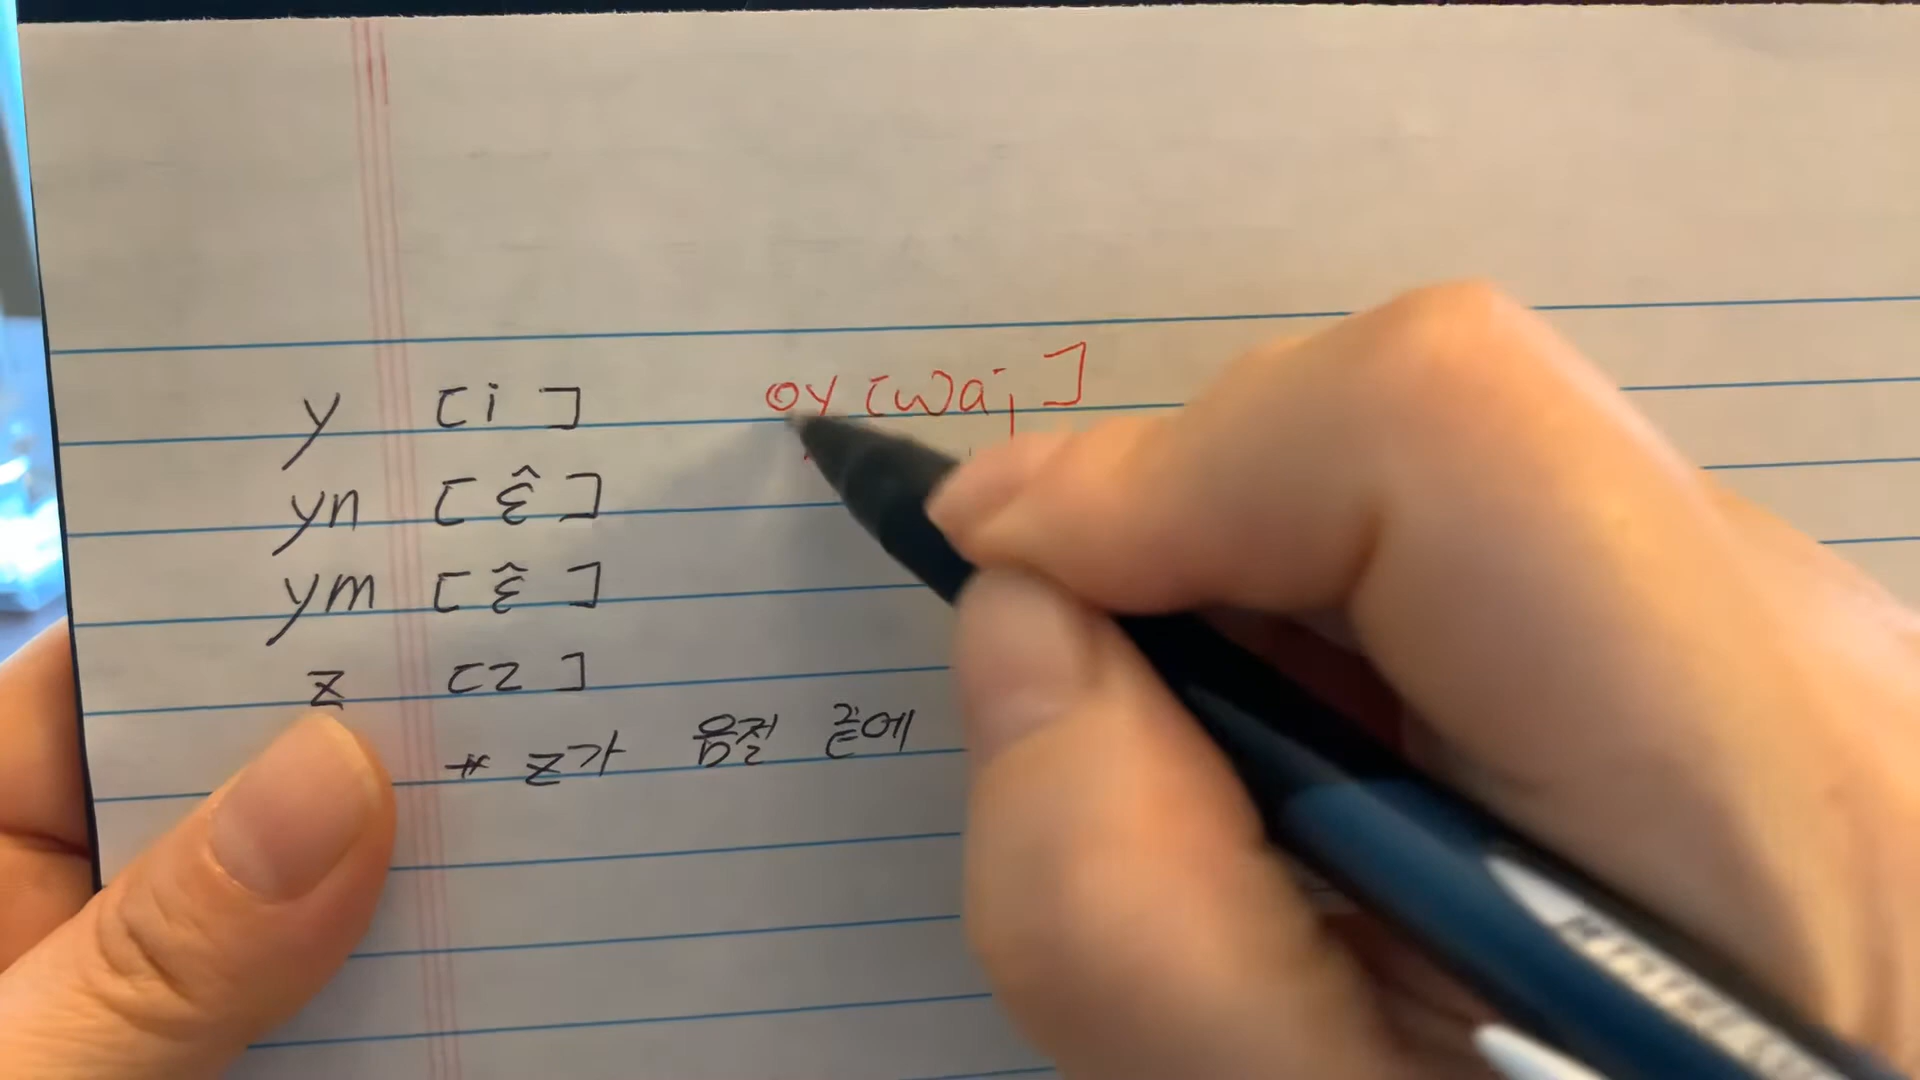 y [i] oy [waj]
yn [ɛ̂]
ym [ɛ̂]
z [z]
* z가 음절 끝에